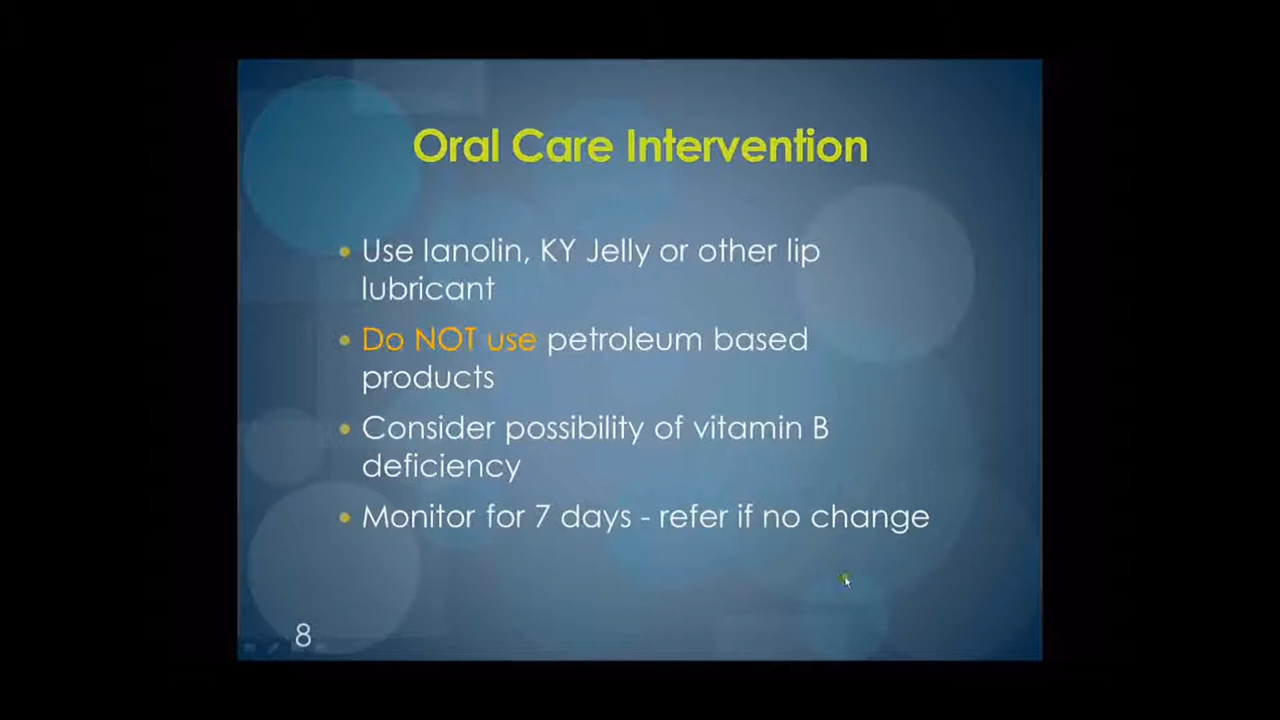 Oral Care Intervention
• Use lanolin, KY Jelly or other lip
lubricant
• Do NOT use petroleum based
products
• Consider possibility of vitamin B
deficiency
• Monitor for 7 days - refer if no change
8